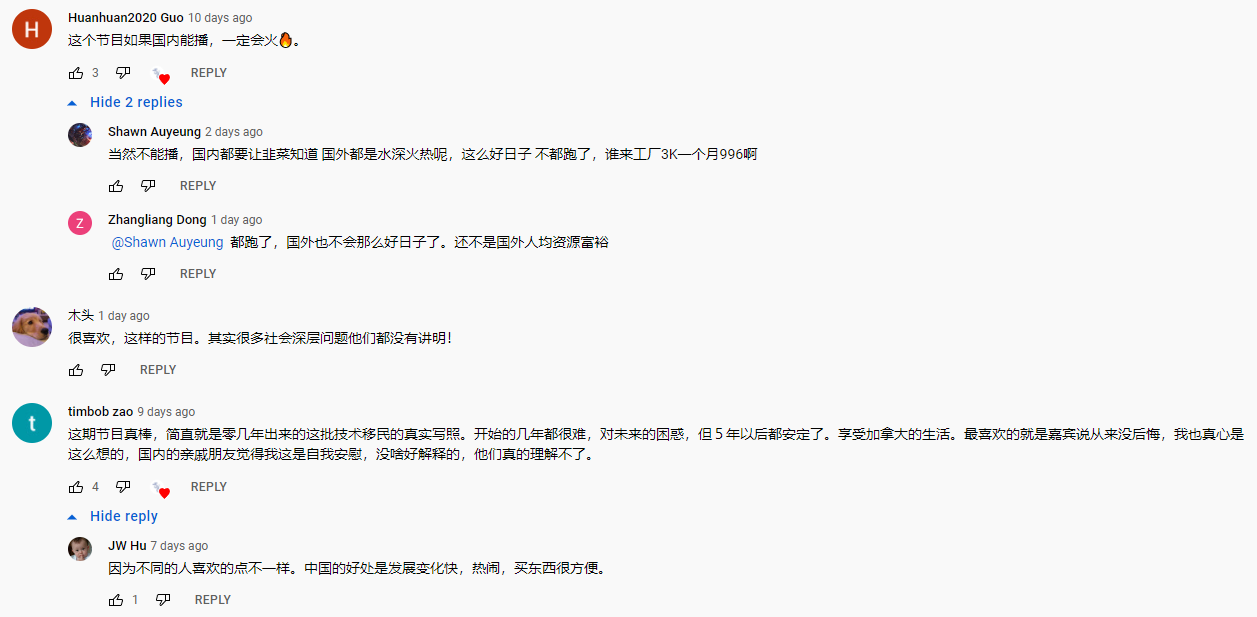 H
Huanhuan2020 Guo 10 days ago
这个节目如果国内能播，一定会火🔥。
3 REPLY
Hide 2 replies
Shawn Auyeung 2 days ago
当然不能播，国内都要让韭菜知道 国外都是水深火热呢，这么好日子 不都跑了，谁来工厂3K一个月996啊
REPLY
Z
Zhangliang Dong 1 day ago
@Shawn Auyeung 都跑了，国外也不会那么好日子了。还不是国外人均资源富裕
REPLY
木头 1 day ago
很喜欢，这样的节目。其实很多社会深层问题他们都没有讲明！
REPLY
t
timbob zao 9 days ago
这期节目真棒，简直就是零几年出来的这批技术移民的真实写照。开始的几年都很难，对未来的困惑，但５年以后都安定了。享受加拿大的生活。最喜欢的就是嘉宾说从来没后悔，我也真心是
这么想的，国内的亲戚朋友觉得我这是自我安慰，没啥好解释的，他们真的理解不了。
4 REPLY
Hide reply
JW Hu 7 days ago
因为不同的人喜欢的点不一样。中国的好处是发展变化快，热闹，买东西很方便。
1 REPLY